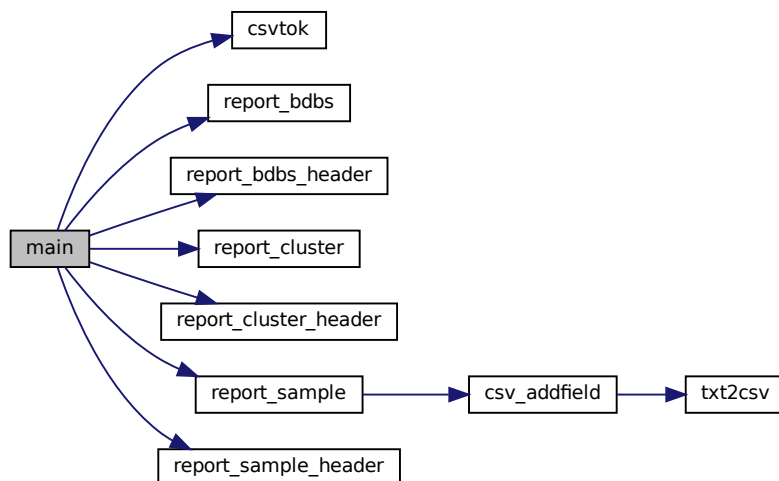 csvtok
report_bdbs
report_bdbs_header
main
report_cluster
report_cluster_header
report_sample
csv_addfield
txt2csv
report_sample_header